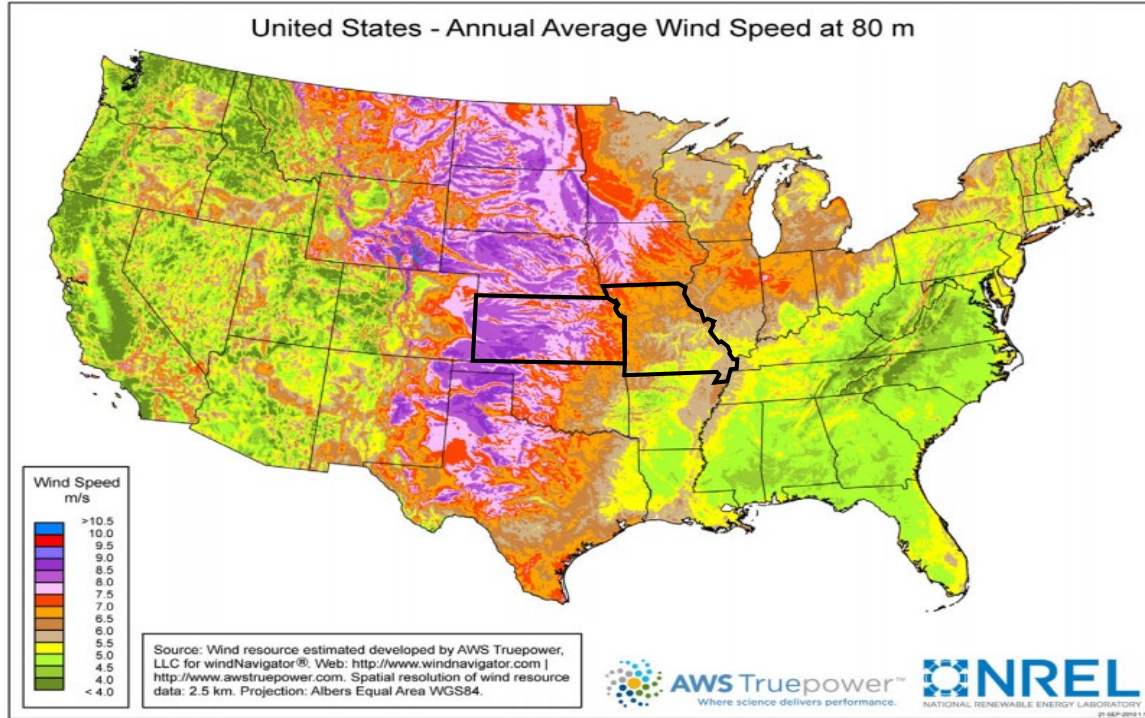 United States - Annual Average Wind Speed at 80 m
Wind Speed
m/s
>10.5
10.0
9.5
9.0
8.5
8.0
7.5
7.0
6.5
6.0
5.5
5.0
4.5
4.0
< 4.0
Source: Wind resource estimated developed by AWS Truepower,
LLC for windNavigator®. Web: http://www.windnavigator.com |
http://www.awstruepower.com. Spatial resolution of wind resource
data: 2.5 km. Projection: Albers Equal Area WGS84.
AWS Truepower™
Where science delivers performance.
NREL
NATIONAL RENEWABLE ENERGY LABORATORY